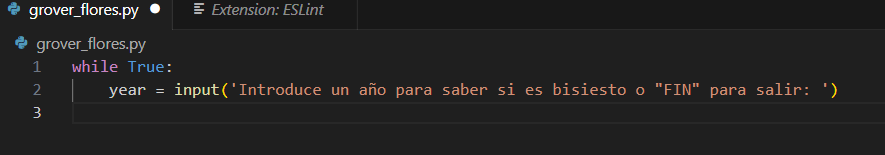 grover_flores.py Extension: ESLint
grover_flores.py
1 while True:
2 year = input('Introduce un año para saber si es bisiesto o "FIN" para salir: ')
3